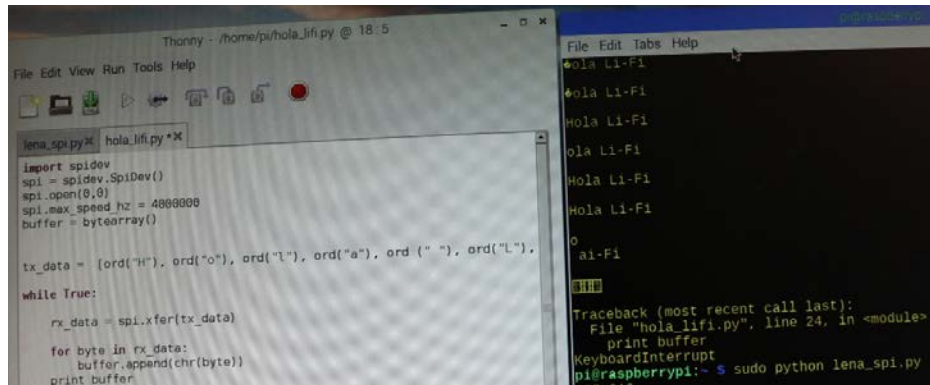 Thonny - /home/pi/hola_lifi.py @ 18:5
File Edit View Run Tools Help
lena_spi.py
hola_lifi.py *
import spidev
spi = spidev.SpiDev()
spi.open(0,0)
spi.max_speed_hz = 4000000
buffer = bytearray()
tx_data = [ord("H"), ord("o"), ord("l"), ord("a"), ord (" "), ord("L"),
while True:
rx_data = spi.xfer(tx_data)
for byte in rx_data:
buffer.append(chr(byte))
print buffer
pi@raspberrypi
File Edit Tabs Help
�ola Li-Fi
�ola Li-Fi
Hola Li-Fi
ola Li-Fi
Hola Li-Fi
Hola Li-Fi
o
ai-Fi
Traceback (most recent call last):
File "hola_lifi.py", line 24, in <module>
print buffer
KeyboardInterrupt
pi@raspberrypi:~ $ sudo python lena_spi.py